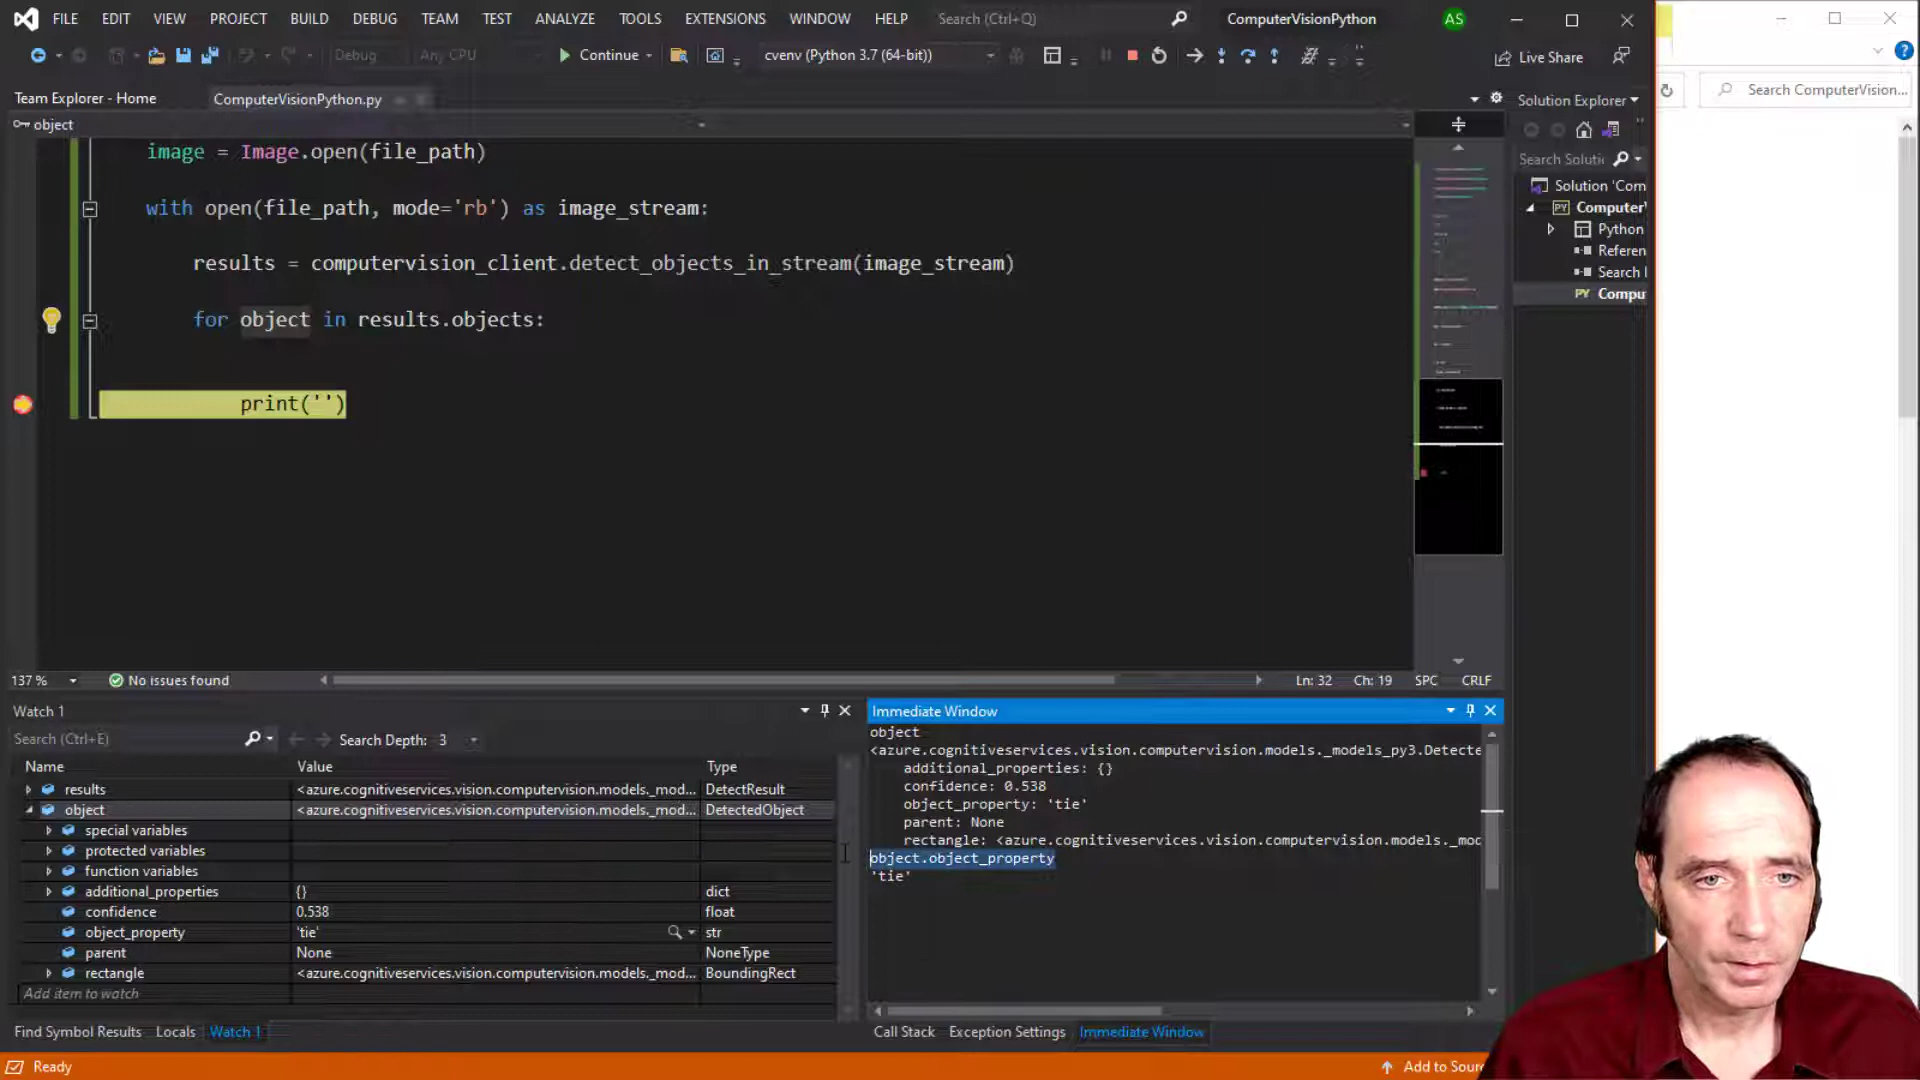 FILE EDIT VIEW PROJECT BUILD DEBUG TEAM TEST ANALYZE TOOLS EXTENSIONS WINDOW HELP Search (Ctrl+Q) ComputerVisionPython AS
Debug Any CPU Continue cvenv (Python 3.7 (64-bit)) Live Share
Search ComputerVision...
Team Explorer - Home ComputerVisionPython.py
Solution Explorer
object
Search Soluti
image = Image.open(file_path)
with open(file_path, mode='rb') as image_stream:
results = computervision_client.detect_objects_in_stream(image_stream)
for object in results.objects:
print('')
Solution 'Com
PY Computer
Python
Referen
Search
PY Compu
137 % No issues found Ln: 32 Ch: 19 SPC CRLF
Watch 1
Search (Ctrl+E) Search Depth: 3
Name Value Type
results <azure.cognitiveservices.vision.computervision.models._mod... DetectResult
object <azure.cognitiveservices.vision.computervision.models._mod... DetectedObject
special variables
protected variables
function variables
additional_properties {} dict
confidence 0.538 float
object_property 'tie' str
parent None NoneType
rectangle <azure.cognitiveservices.vision.computervision.models._mod... BoundingRect
Add item to watch
Find Symbol Results Locals Watch 1
Immediate Window
object
<azure.cognitiveservices.vision.computervision.models._models_py3.Detecte
additional_properties: {}
confidence: 0.538
object_property: 'tie'
parent: None
rectangle: <azure.cognitiveservices.vision.computervision.models._mod
object.object_property
'tie'
Call Stack Exception Settings Immediate Window
Ready Add to Sour